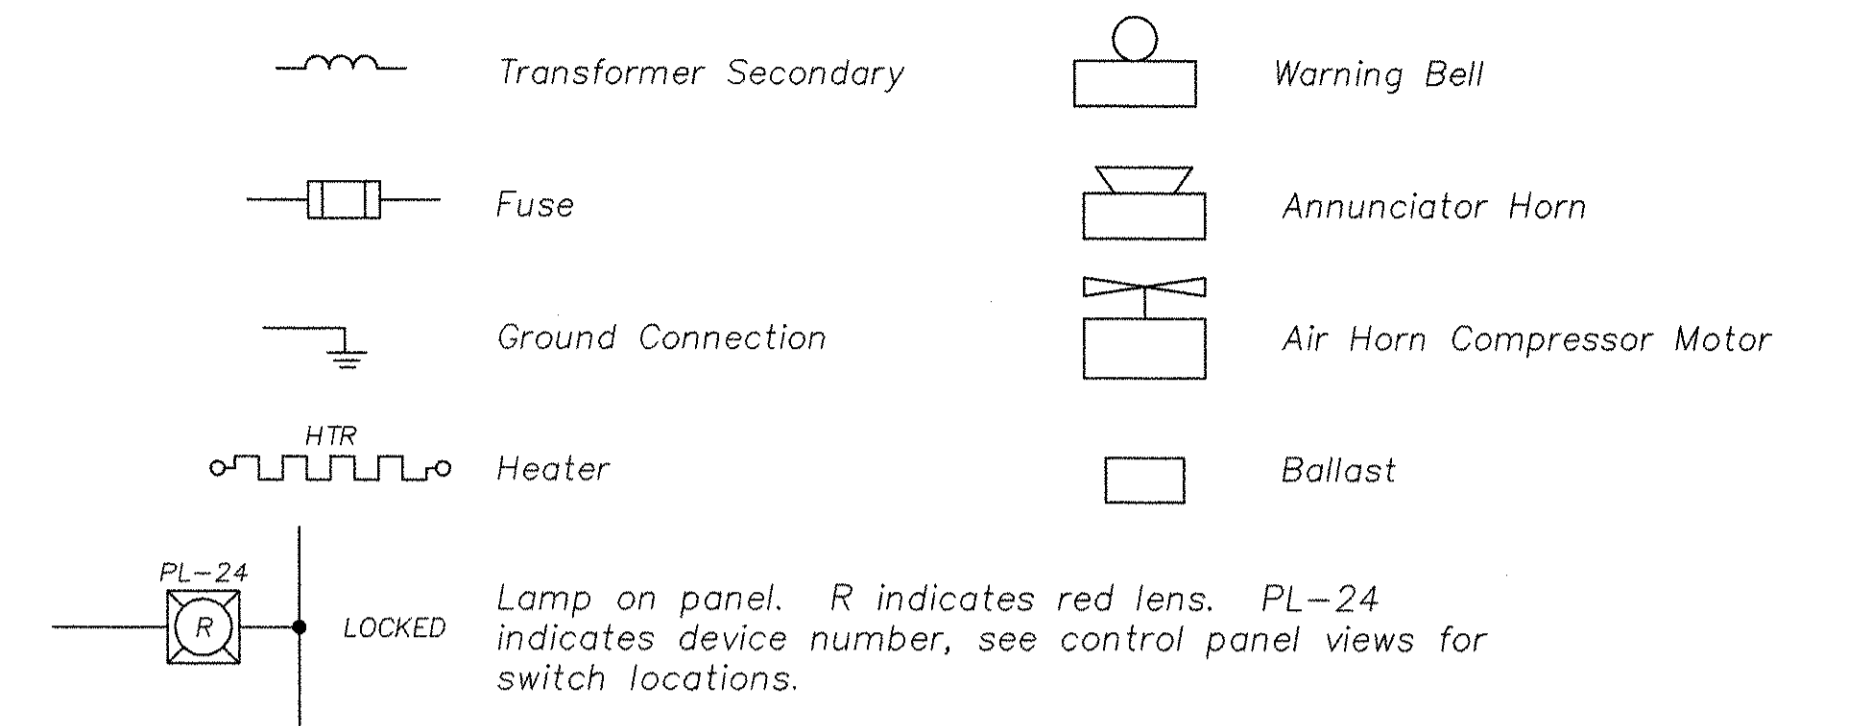 Transformer Secondary
Warning Bell
Fuse
Annunciator Horn
Ground Connection
Air Horn Compressor Motor
HTR
Heater
Ballast
PL-24
R
LOCKED
Lamp on panel. R indicates red lens. PL-24
indicates device number, see control panel views for
switch locations.